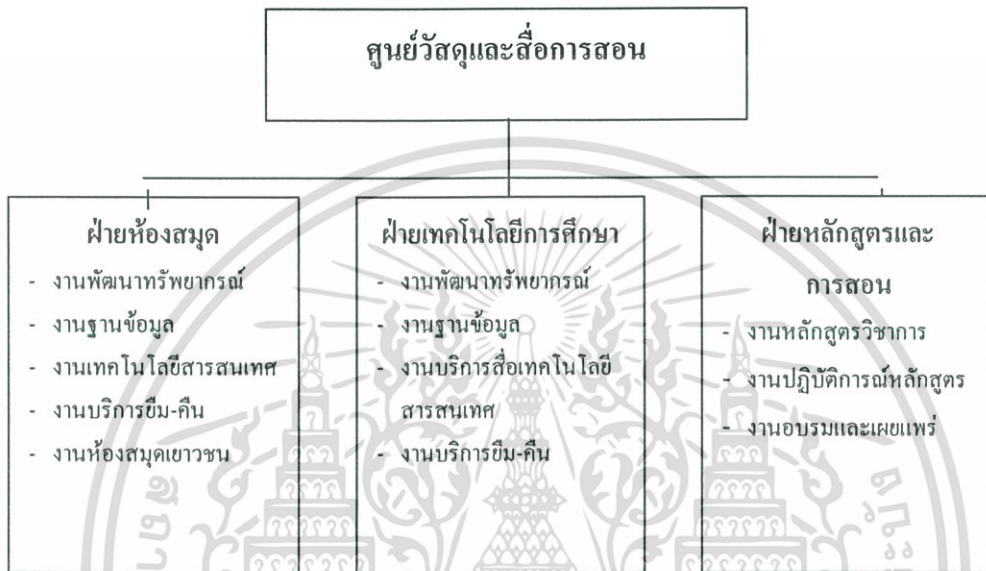 ศูนย์วัสดุและสื่อการสอน
ฝ่ายห้องสมุด
- งานพัฒนาทรัพยากรณ์
- งานฐานข้อมูล
- งานเทคโนโลยีสารสนเทศ
- งานบริการยืม-คืน
- งานห้องสมุดเยาวชน
ฝ่ายเทคโนโลยีการศึกษา
- งานพัฒนาทรัพยากรณ์
- งานฐานข้อมูล
- งานบริการสื่อเทคโนโลยี
สารสนเทศ
- งานบริการยืม-คืน
ฝ่ายหลักสูตรและ
การสอน
- งานหลักสูตรวิชาการ
- งานปฏิบัติการณ์หลักสูตร
- งานอบรมและเผยแพร่